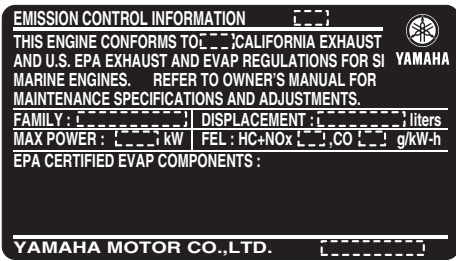 EMISSION CONTROL INFORMATION
THIS ENGINE CONFORMS TO CALIFORNIA EXHAUST
AND U.S. EPA EXHAUST AND EVAP REGULATIONS FOR SI
MARINE ENGINES. REFER TO OWNER'S MANUAL FOR
MAINTENANCE SPECIFICATIONS AND ADJUSTMENTS.
YAMAHA
FAMILY : DISPLACEMENT : liters
MAX POWER : kW FEL : HC+NOx ,CO g/kW-h
EPA CERTIFIED EVAP COMPONENTS :
YAMAHA MOTOR CO.,LTD.